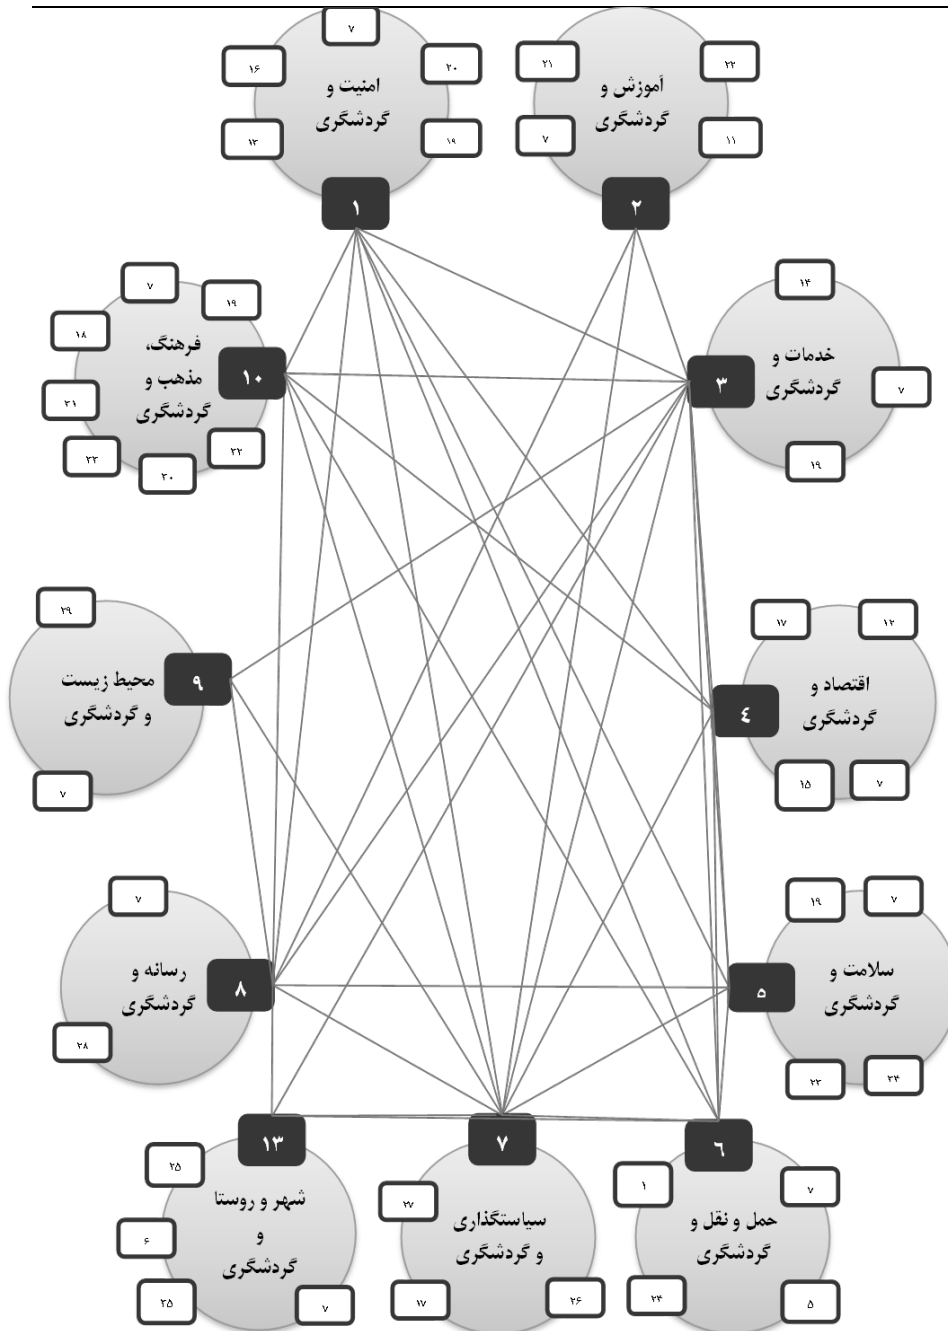 ۷
۱۶
۲۰
امنیت و
گردشگری
۱۳
۱۹
۱
۲۱
۲۲
آموزش و
گردشگری
۷
۱۱
۲
۷
۱۹
۱۸
فرهنگ،
مذهب و
گردشگری
۱۰
۲۱
۲۳
۲۰
۲۲
۱۴
خدمات و
گردشگری
۳
۷
۱۹
۲۹
محیط زیست
و گردشگری
۹
۷
۱۷
۱۲
اقتصاد و
گردشگری
٤
۱۵
۷
۷
رسانه و
گردشگری
۸
۲۸
۱۹
۷
سلامت و
گردشگری
۵
۲۳
۲۴
۱۳
۲۵
شهر و روستا
و
گردشگری
۶
۲۵
۷
۷
۲۷
سیاستگذاری
و گردشگری
۱۷
۲۶
٦
۱
۷
حمل و نقل و
گردشگری
۲۴
۵